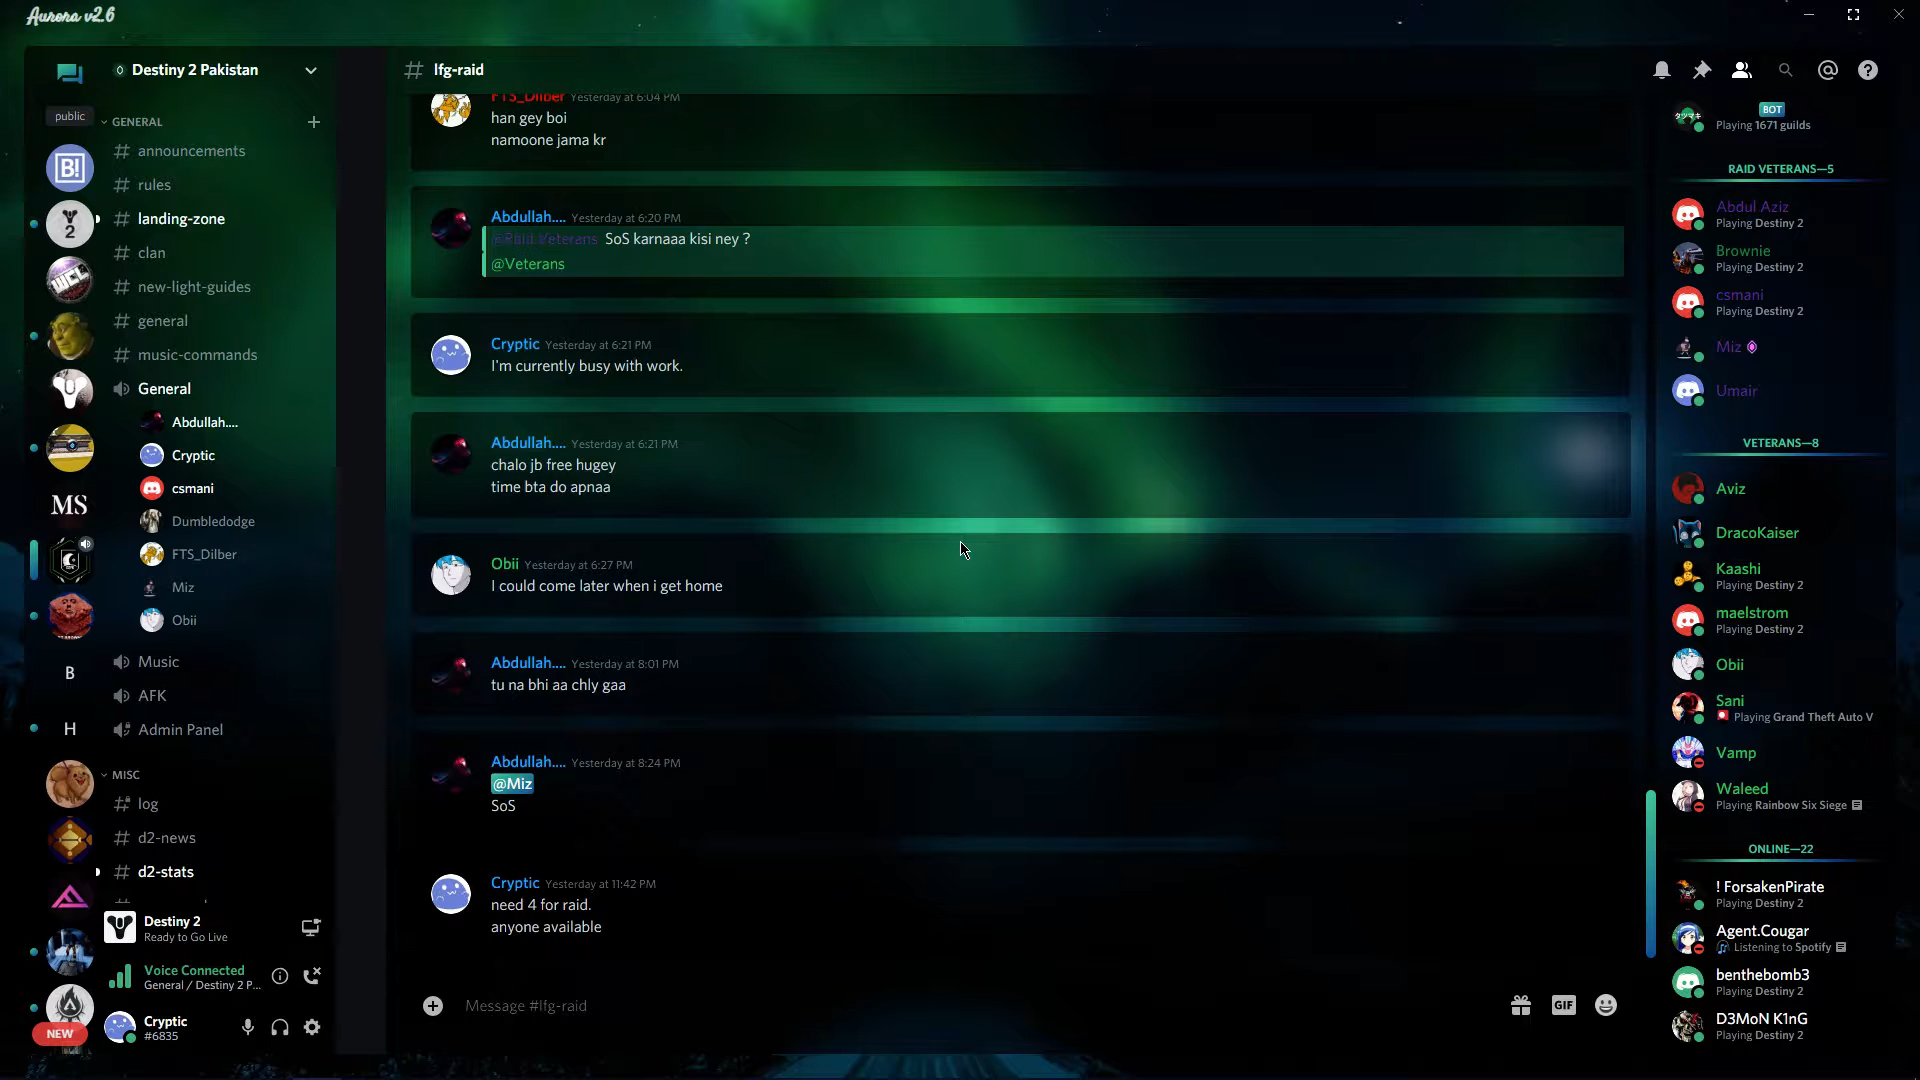 Aurora v2.6
Destiny 2 Pakistan
public
GENERAL
announcements
rules
landing-zone
clan
new-light-guides
general
music-commands
General
Abdullah....
Cryptic
csmani
Dumbledodge
FTS_Dilber
Miz
Obii
Music
AFK
Admin Panel
MISC
log
d2-news
d2-stats
B!
2
MS
B
H
NEW
Destiny 2
Ready to Go Live
Voice Connected
General / Destiny 2 P...
Cryptic
#6835
lfg-raid
FTS_Dilber Yesterday at 6:04 PM
han gey boi
namoone jama kr
Abdullah.... Yesterday at 6:20 PM
@Raid Veterans SoS karnaaa kisi ney ?
@Veterans
Cryptic Yesterday at 6:21 PM
I'm currently busy with work.
Abdullah.... Yesterday at 6:21 PM
chalo jb free hugey
time bta do apnaa
Obii Yesterday at 6:27 PM
I could come later when i get home
Abdullah.... Yesterday at 8:01 PM
tu na bhi aa chly gaa
Abdullah.... Yesterday at 8:24 PM
@Miz
SoS
Cryptic Yesterday at 11:42 PM
need 4 for raid.
anyone available
Message #lfg-raid
GIF
BOT
Playing 1671 guilds
RAID VETERANS—5
Abdul Aziz
Playing Destiny 2
Brownie
Playing Destiny 2
csmani
Playing Destiny 2
Miz
Umair
VETERANS—8
Aviz
DracoKaiser
Kaashi
Playing Destiny 2
maelstrom
Playing Destiny 2
Obii
Sani
Playing Grand Theft Auto V
Vamp
Waleed
Playing Rainbow Six Siege
ONLINE—22
! ForsakenPirate
Playing Destiny 2
Agent.Cougar
Listening to Spotify
benthebomb3
Playing Destiny 2
D3MoN K1nG
Playing Destiny 2